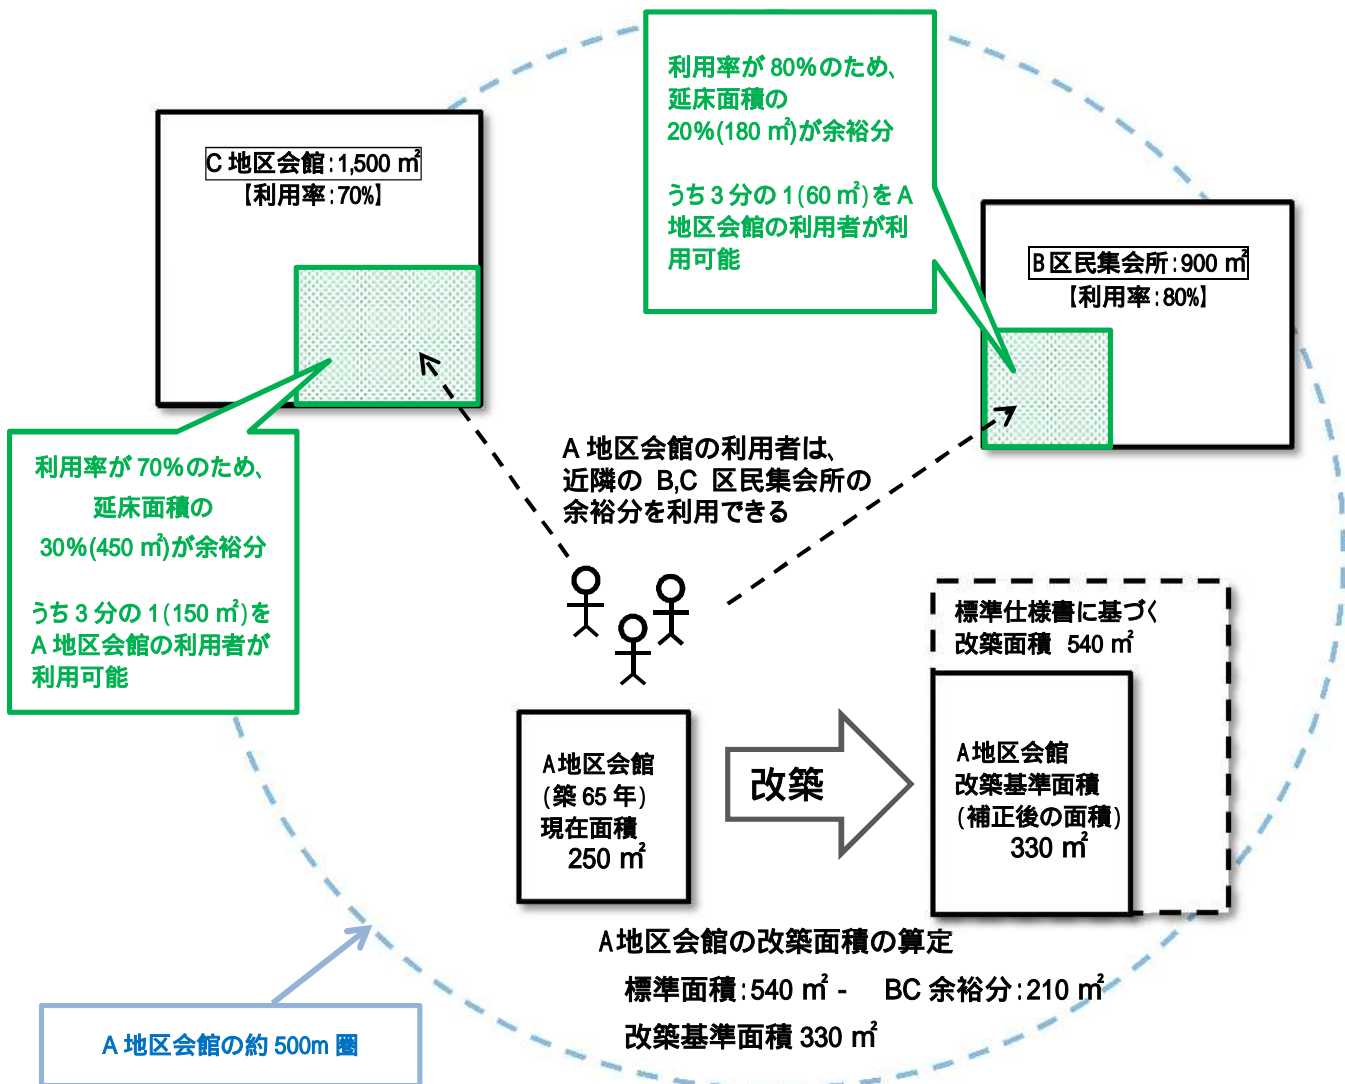 利用率が 80%のため、
延床面積の
20%(180 ㎡)が余裕分
うち 3 分の 1(60 ㎡)を A
地区会館の利用者が利
用可能
C 地区会館:1,500 ㎡
【利用率:70%】
B 区民集会所:900 ㎡
【利用率:80%】
利用率が 70%のため、
延床面積の
30%(450 ㎡)が余裕分
うち 3 分の 1(150 ㎡)を
A 地区会館の利用者が
利用可能
A 地区会館の利用者は、
近隣の B,C 区民集会所の
余裕分を利用できる
標準仕様書に基づく
改築面積 540 ㎡
A地区会館
(築 65 年)
現在面積
250 ㎡
改築
A地区会館
改築基準面積
(補正後の面積)
330 ㎡
A地区会館の改築面積の算定
標準面積:540 ㎡ - BC 余裕分:210 ㎡
改築基準面積 330 ㎡
A 地区会館の約 500m 圏